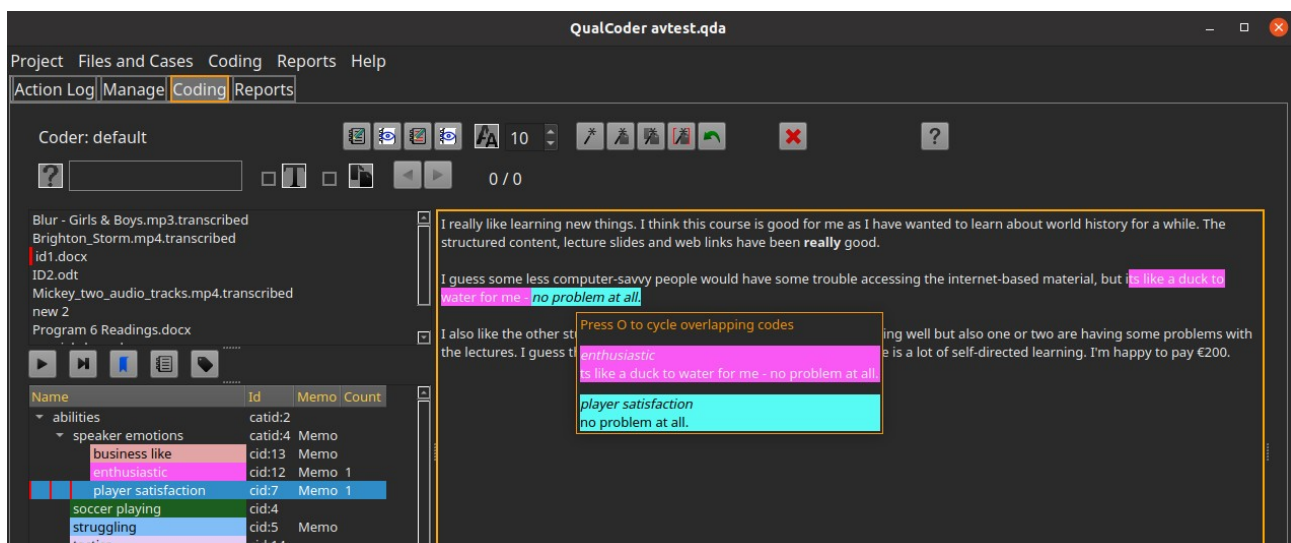 QualCoder avtest.qda
Project Files and Cases Coding Reports Help
Action Log Manage Coding Reports
Coder: default
10
?
?
T
0 / 0
Blur - Girls & Boys.mp3.transcribed
Brighton_Storm.mp4.transcribed
id1.docx
ID2.odt
Mickey_two_audio_tracks.mp4.transcribed
new 2
Program 6 Readings.docx
Name Id Memo Count
abilities catid:2
speaker emotions catid:4 Memo
business like cid:13 Memo
enthusiastic cid:12 Memo 1
player satisfaction cid:7 Memo 1
soccer playing cid:4
struggling cid:5 Memo
I really like learning new things. I think this course is good for me as I have wanted to learn about world history for a while. The
structured content, lecture slides and web links have been really good.
I guess some less computer-savvy people would have some trouble accessing the internet-based material, but its like a duck to
water for me - no problem at all.
I also like the other st
ing well but also one or two are having some problems with
the lectures. I guess t
e is a lot of self-directed learning. I'm happy to pay €200.
Press O to cycle overlapping codes
enthusiastic
ts like a duck to water for me - no problem at all.
player satisfaction
no problem at all.